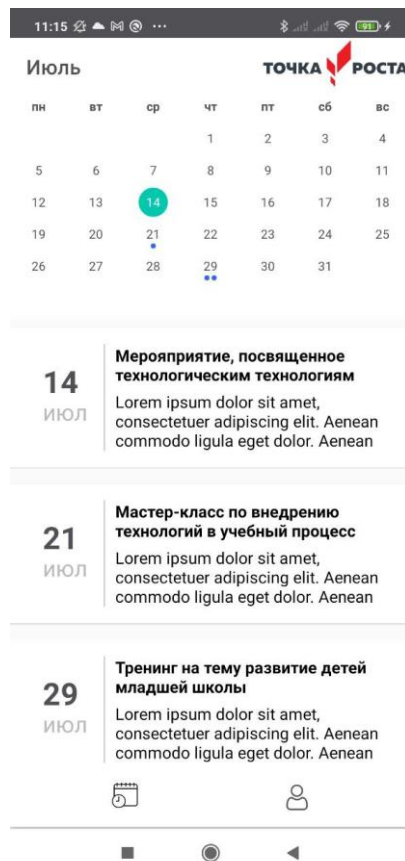 11:15
91
Июль
ТОЧКА РОСТА
пн вт ср чт пт сб вс
1 2 3 4
5 6 7 8 9 10 11
12 13 14 15 16 17 18
19 20 21 22 23 24 25
26 27 28 29 30 31
14
июл
Мероприятие, посвященное
технологическим технологиям
Lorem ipsum dolor sit amet,
consectetuer adipiscing elit. Aenean
commodo ligula eget dolor. Aenean
21
июл
Мастер-класс по внедрению
технологий в учебный процесс
Lorem ipsum dolor sit amet,
consectetuer adipiscing elit. Aenean
commodo ligula eget dolor. Aenean
29
июл
Тренинг на тему развитие детей
младшей школы
Lorem ipsum dolor sit amet,
consectetuer adipiscing elit. Aenean
commodo ligula eget dolor. Aenean